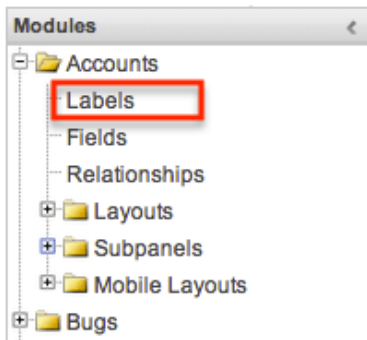 Modules
Accounts
Labels
Fields
Relationships
Layouts
Subpanels
Mobile Layouts
Bugs